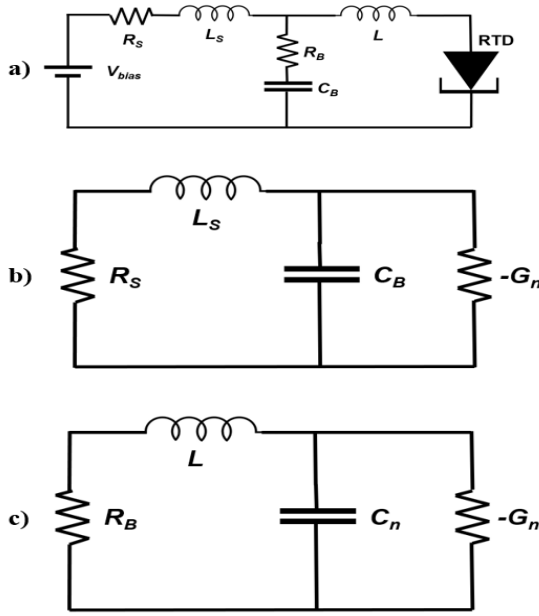 a)
R_S
L_S
L
RTD
V_bias
R_B
C_B
b)
L_S
R_S
C_B
-G_n
c)
L
R_B
C_n
-G_n